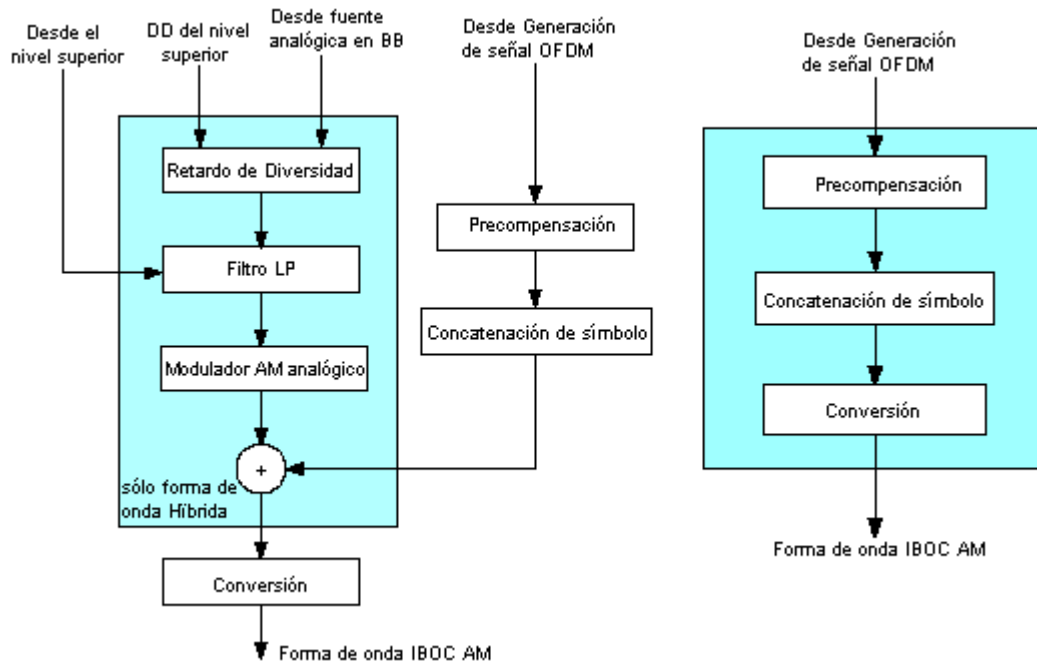 Desde el
nivel superior
DD del nivel
superior
Desde fuente
analógica en BB
Desde Generación
de señal OFDM
Retardo de Diversidad
Filtro LP
Modulador AM analógico
+
sólo forma de
onda Híbrida
Conversión
Forma de onda IBOC AM
Precompensación
Concatenación de símbolo
Desde Generación
de señal OFDM
Precompensación
Concatenación de símbolo
Conversión
Forma de onda IBOC AM